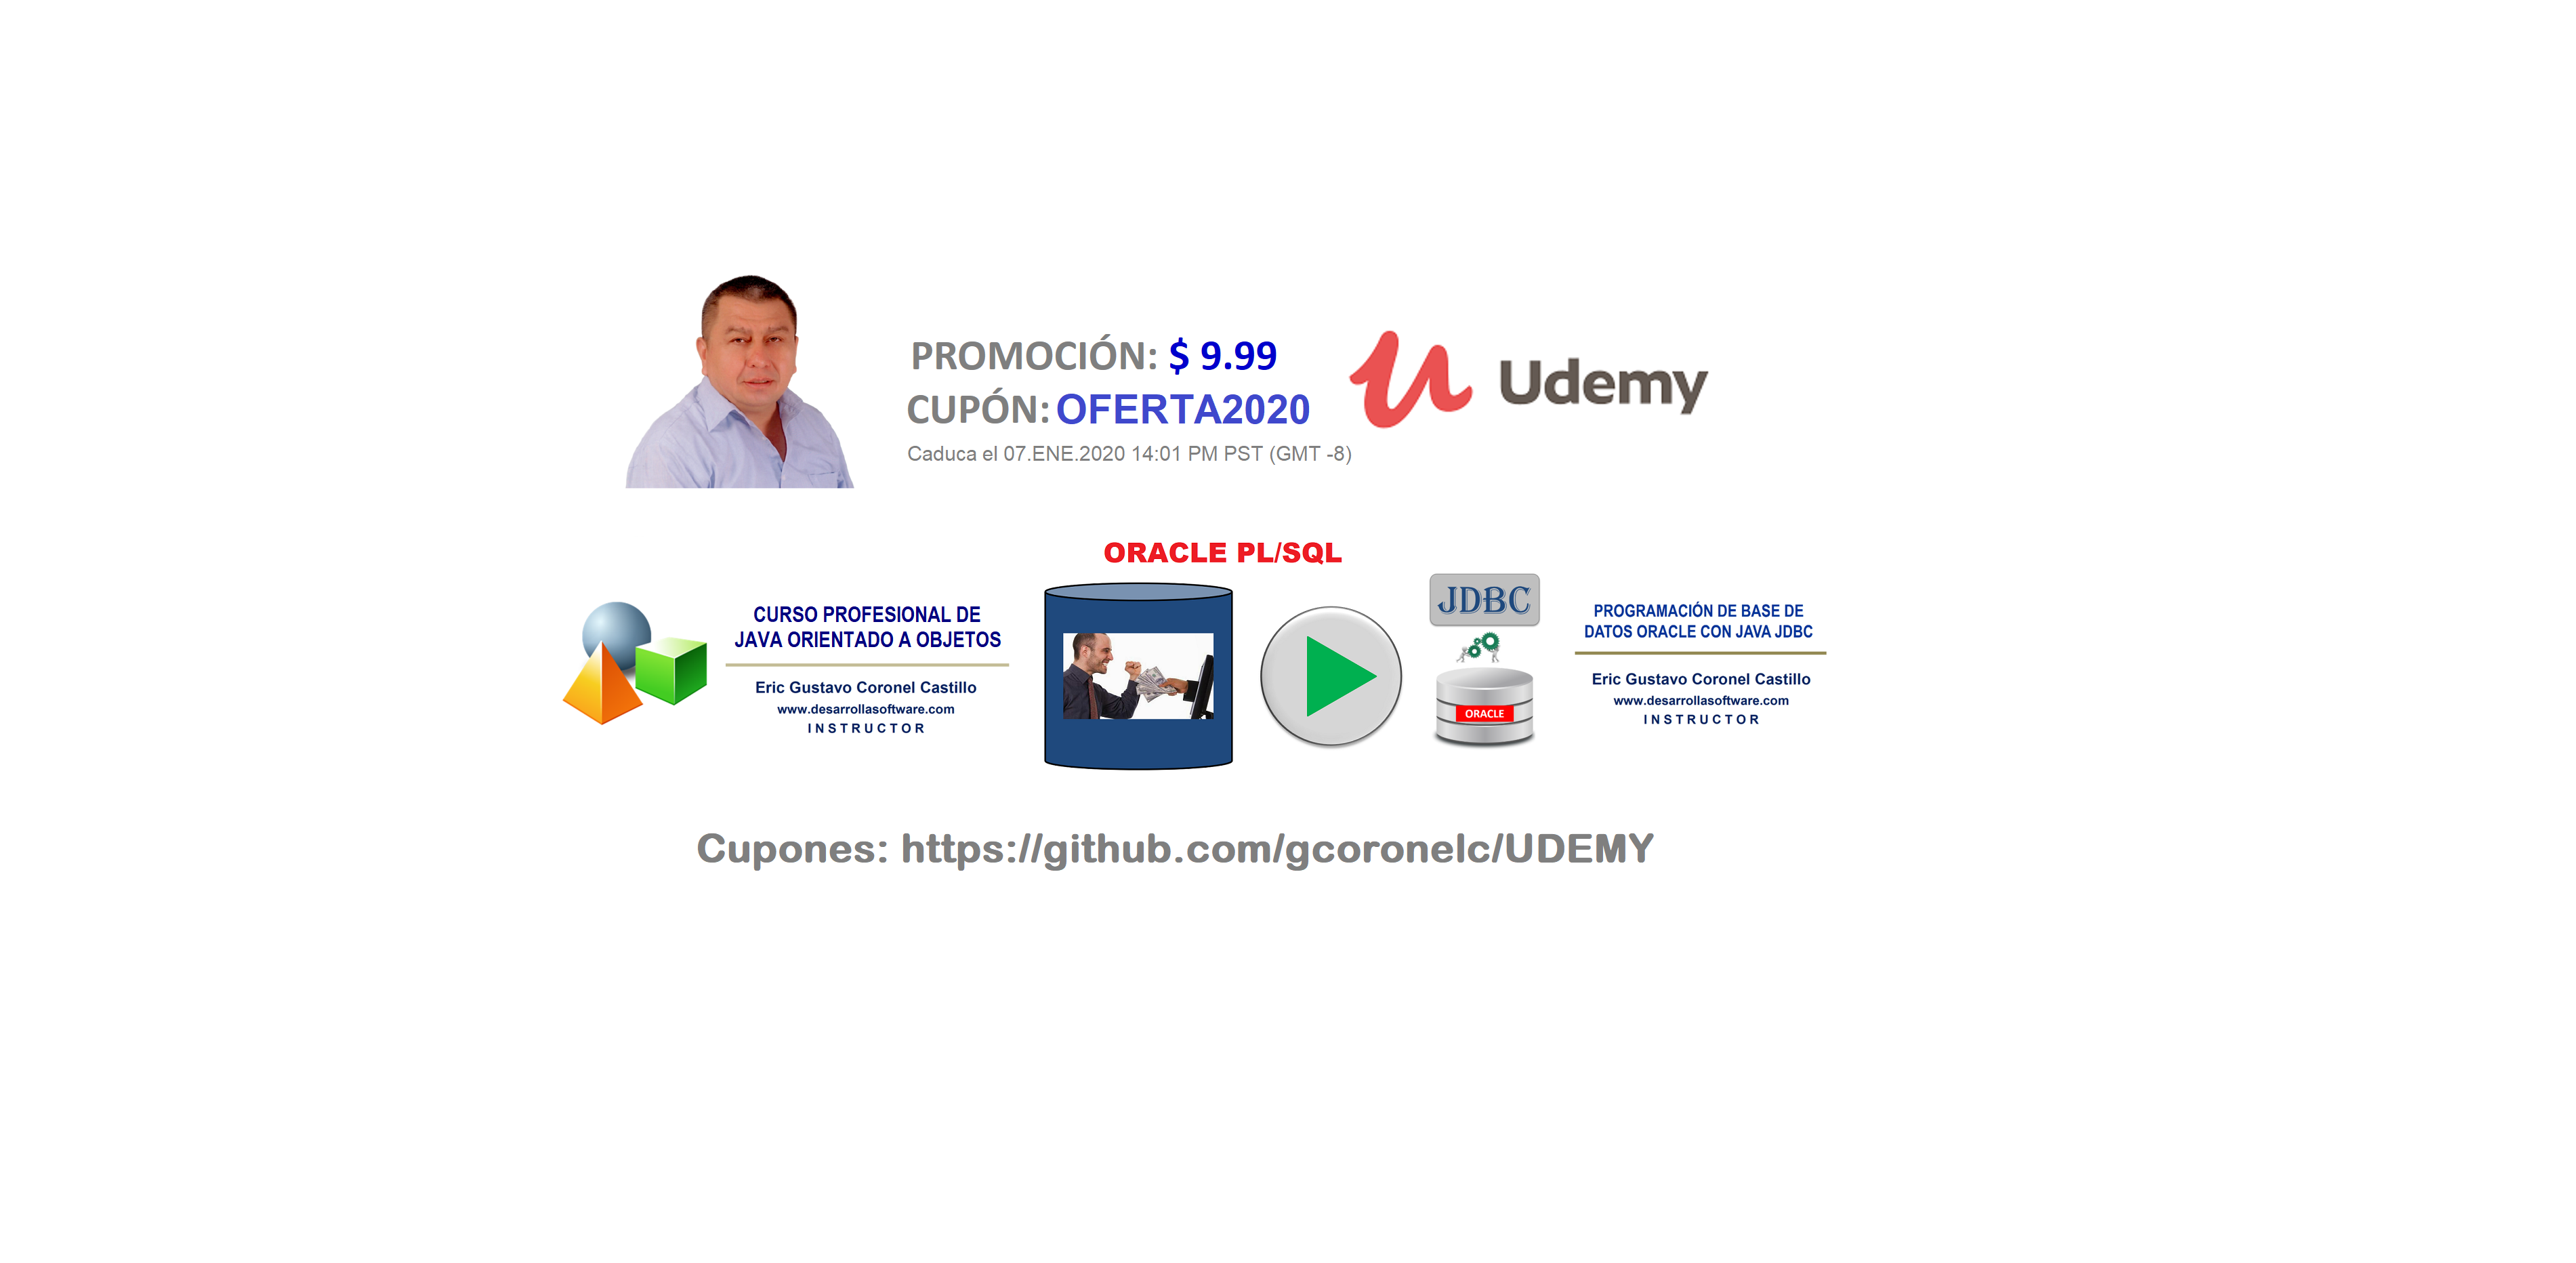 PROMOCIÓN: $ 9.99
CUPÓN: OFERTA2020
Caduca el 07.ENE.2020 14:01 PM PST (GMT -8)
Udemy
CURSO PROFESIONAL DE
JAVA ORIENTADO A OBJETOS
Eric Gustavo Coronel Castillo
www.desarrollasoftware.com
INSTRUCTOR
ORACLE PL/SQL
JDBC
ORACLE
PROGRAMACIÓN DE BASE DE
DATOS ORACLE CON JAVA JDBC
Eric Gustavo Coronel Castillo
www.desarrollasoftware.com
INSTRUCTOR
Cupones: https://github.com/gcoronelc/UDEMY